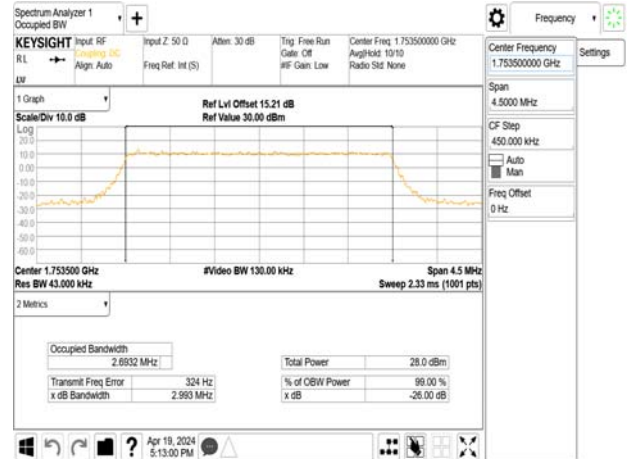 Spectrum Analyzer 1
Occupied BW
+
Frequency
KEYSIGHT
RL
Input: RF
Coupling: DC
Align: Auto
Input Z: 50 Ω
Freq Ref: Int (S)
Atten: 30 dB
Trig: Free Run
Gate: Off
#IF Gain: Low
Center Freq: 1.753500000 GHz
Avg|Hold: 10/10
Radio Std: None
Center Frequency
1.753500000 GHz
Settings
Span
4.5000 MHz
CF Step
450.000 kHz
Auto
Man
Freq Offset
0 Hz
1 Graph
Scale/Div 10.0 dB
Ref Lvl Offset 15.21 dB
Ref Value 30.00 dBm
Log
20.0
10.0
0.00
-10.0
-20.0
-30.0
-40.0
-50.0
-60.0
Center 1.753500 GHz
Res BW 43.000 kHz
#Video BW 130.00 kHz
Span 4.5 MHz
Sweep 2.33 ms (1001 pts)
2 Metrics
Occupied Bandwidth
2.6932 MHz
Transmit Freq Error 324 Hz
x dB Bandwidth 2.993 MHz
Total Power 28.0 dBm
% of OBW Power 99.00 %
x dB -26.00 dB
?
Apr 19, 2024
5:13:00 PM